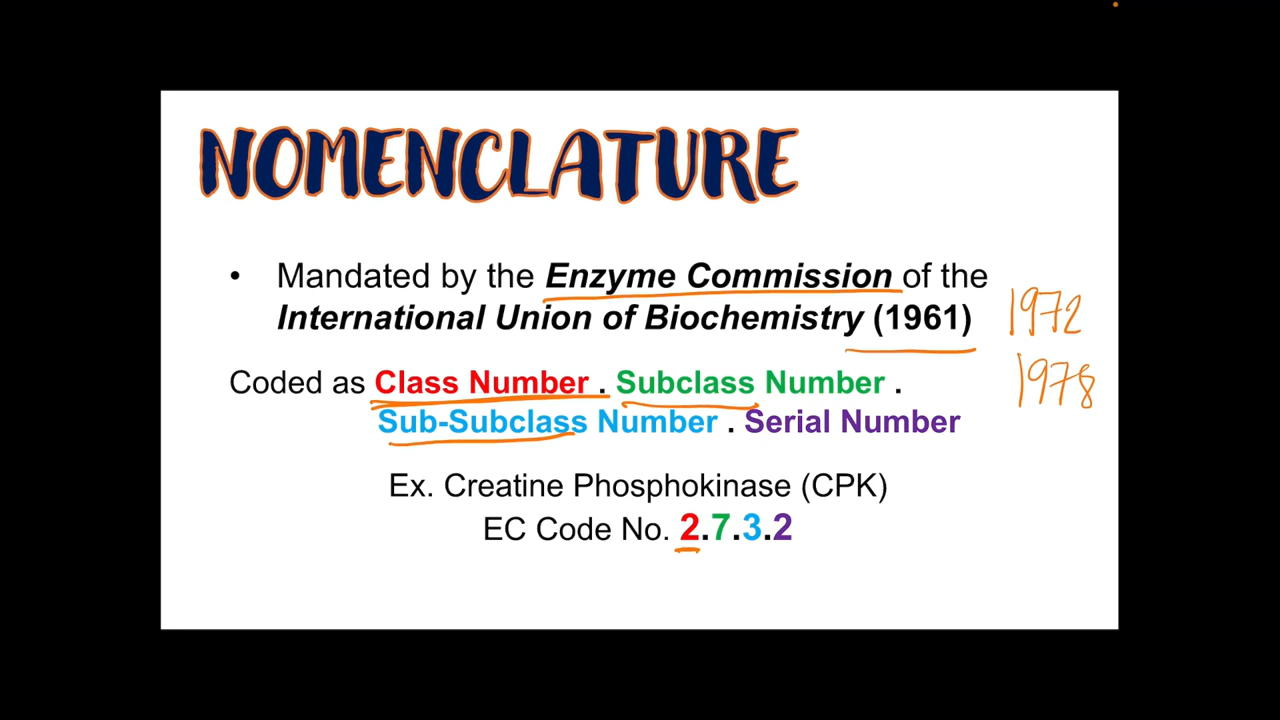 NOMENCLATURE
• Mandated by the Enzyme Commission of the
International Union of Biochemistry (1961)
1972
1978
Coded as Class Number . Subclass Number .
Sub-Subclass Number . Serial Number
Ex. Creatine Phosphokinase (CPK)
EC Code No. 2.7.3.2